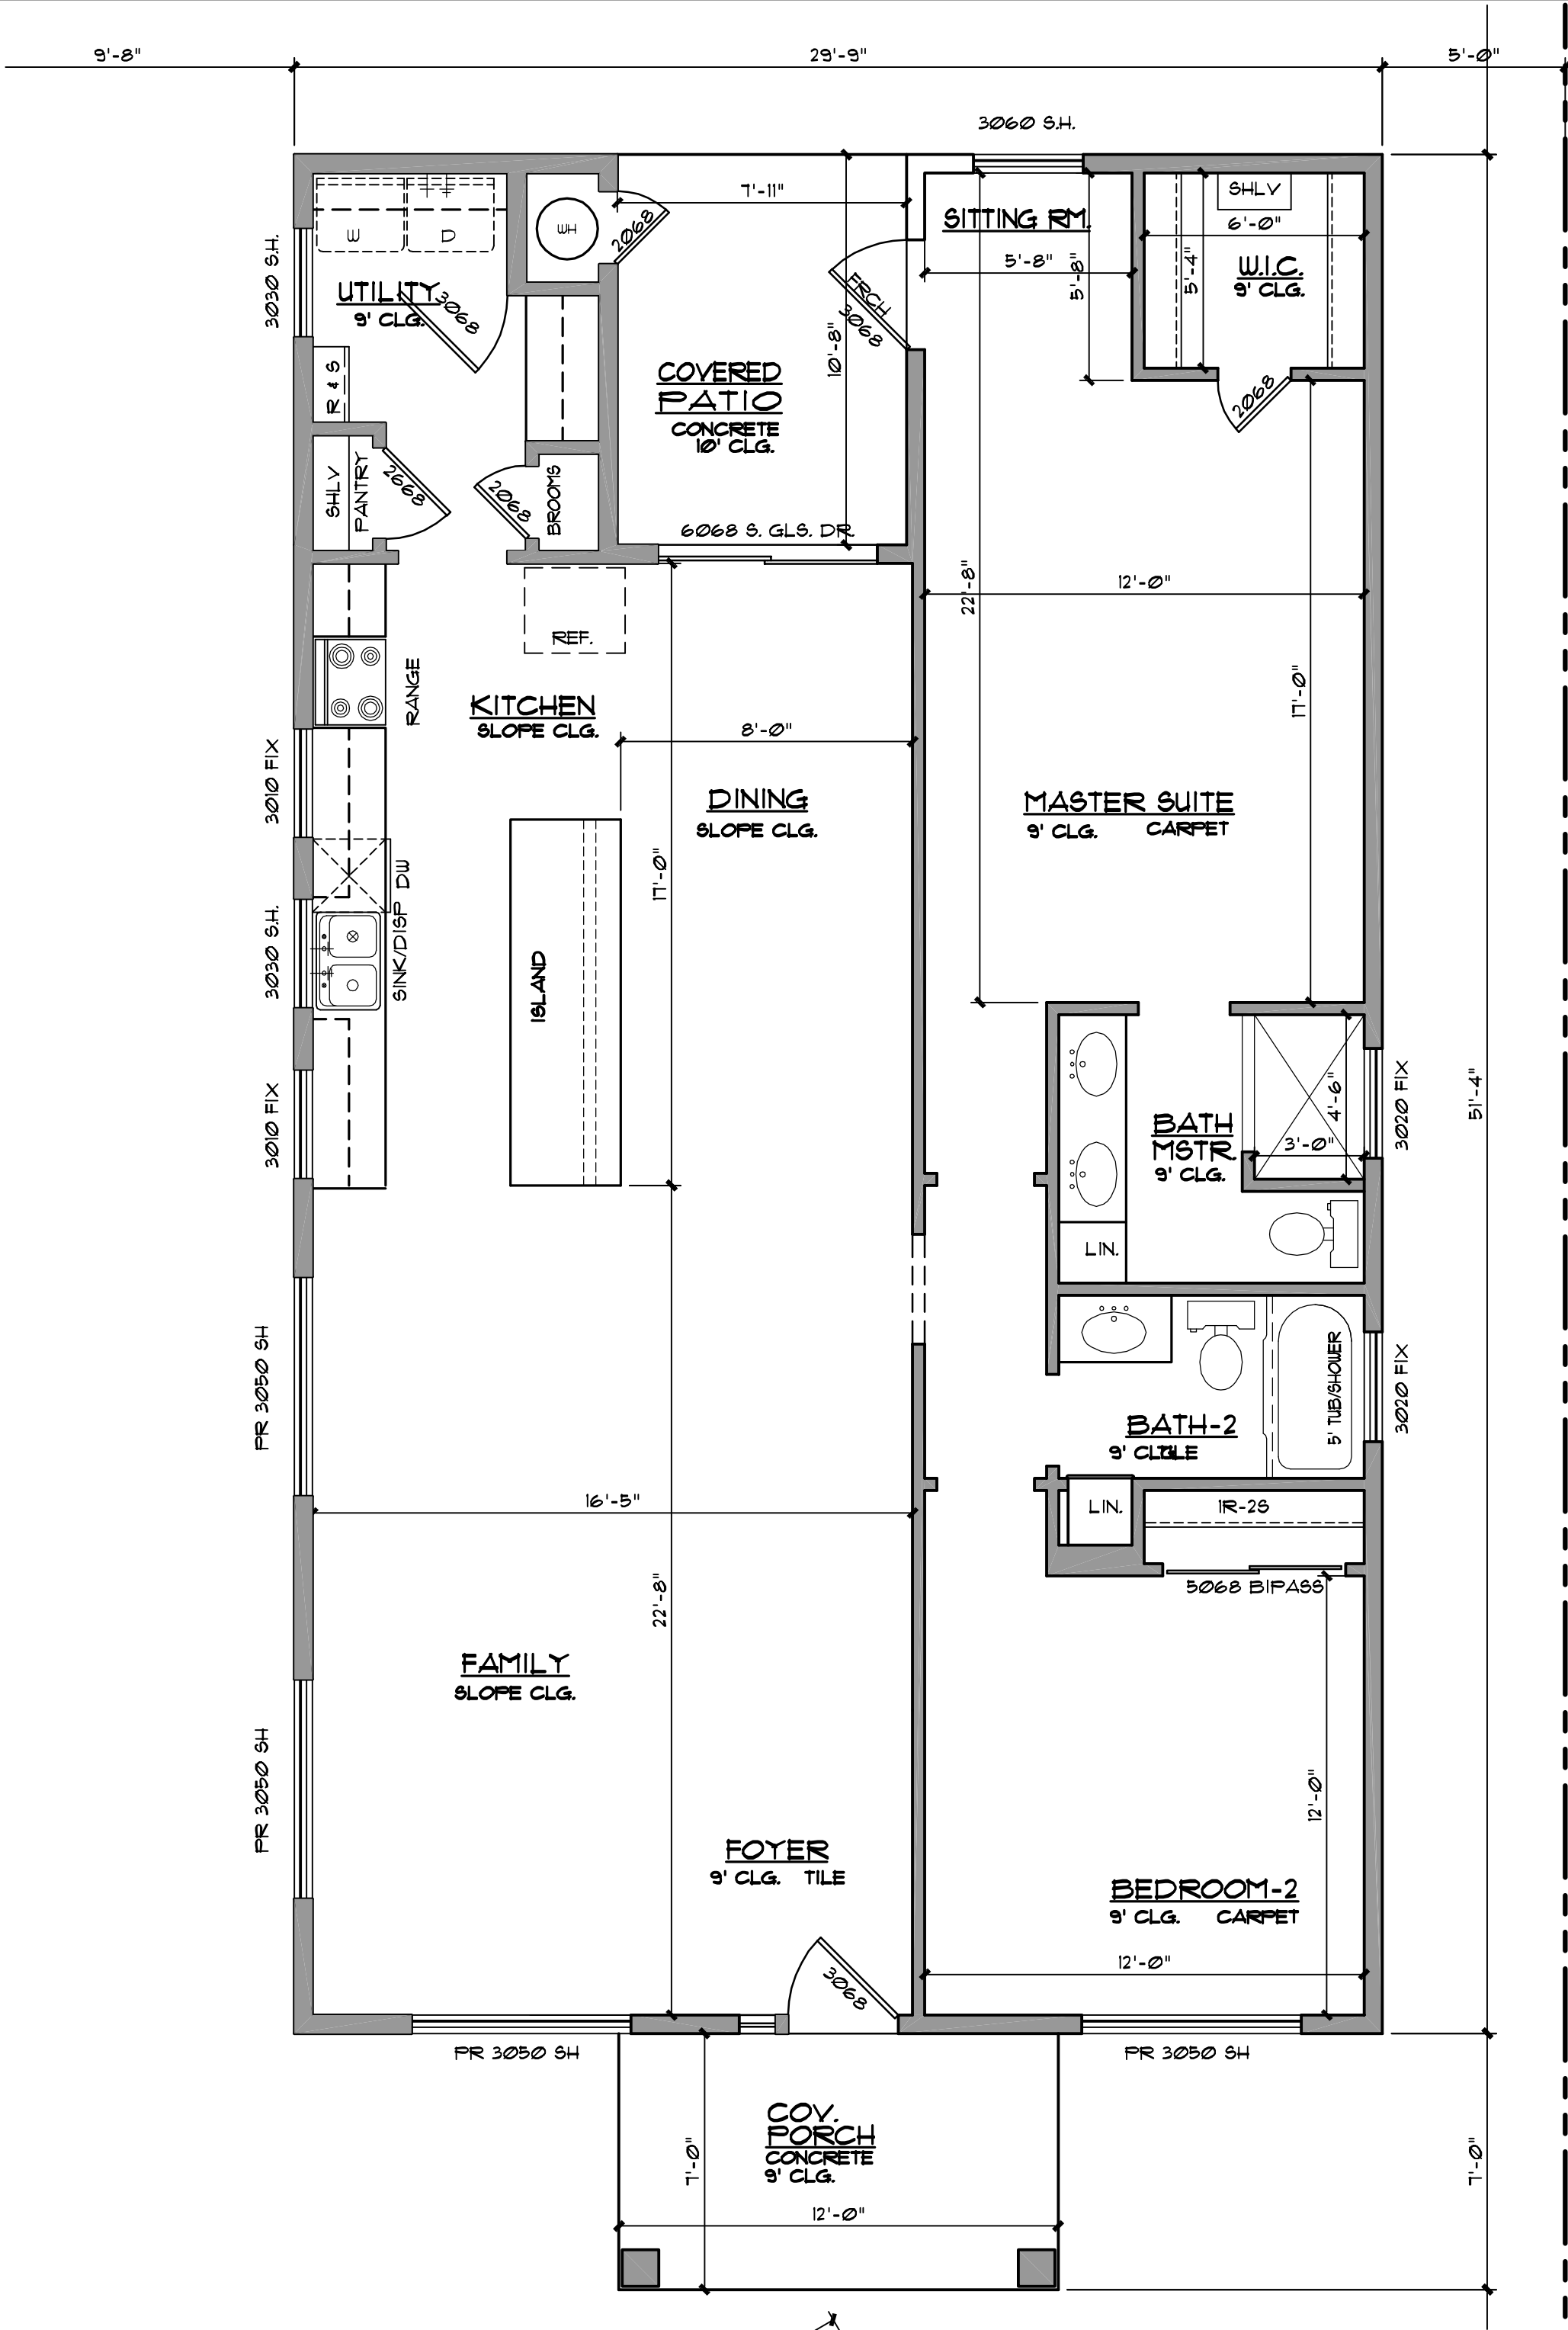 9'-8"
29'-9"
5'-0"
3060 S.H.
7'-11"
SITTING RM.
SHLV
6'-0"
W
D
WH
2068
3030 S.H.
UTILITY
9' CLG.
3068
5'-8"
5'-8"
5'-4"
W.I.C.
9' CLG.
FRCH
3068
10'-8"
COVERED
PATIO
CONCRETE
10' CLG.
R & S
2068
SHLV
PANTRY
2668
2068
BROOMS
6068 S. GLS. DR.
22'-8"
12'-0"
REF.
RANGE
KITCHEN
SLOPE CLG.
17'-0"
8'-0"
3010 FIX
DINING
SLOPE CLG.
MASTER SUITE
9' CLG. CARPET
17'-0"
DW
3030 S.H.
SINK/DISP
ISLAND
3010 FIX
BATH
MSTR.
9' CLG.
4'-6"
3'-0"
3020 FIX
51'-4"
LIN.
PR 3050 SH
5' TUB/SHOWER
3020 FIX
BATH-2
9' CLG. TILE
16'-5"
LIN.
1R-2S
5068 BIPASS
22'-8"
FAMILY
SLOPE CLG.
PR 3050 SH
12'-0"
FOYER
9' CLG. TILE
BEDROOM-2
9' CLG. CARPET
3068
12'-0"
PR 3050 SH
PR 3050 SH
COV.
PORCH
CONCRETE
9' CLG.
7'-0"
7'-0"
12'-0"